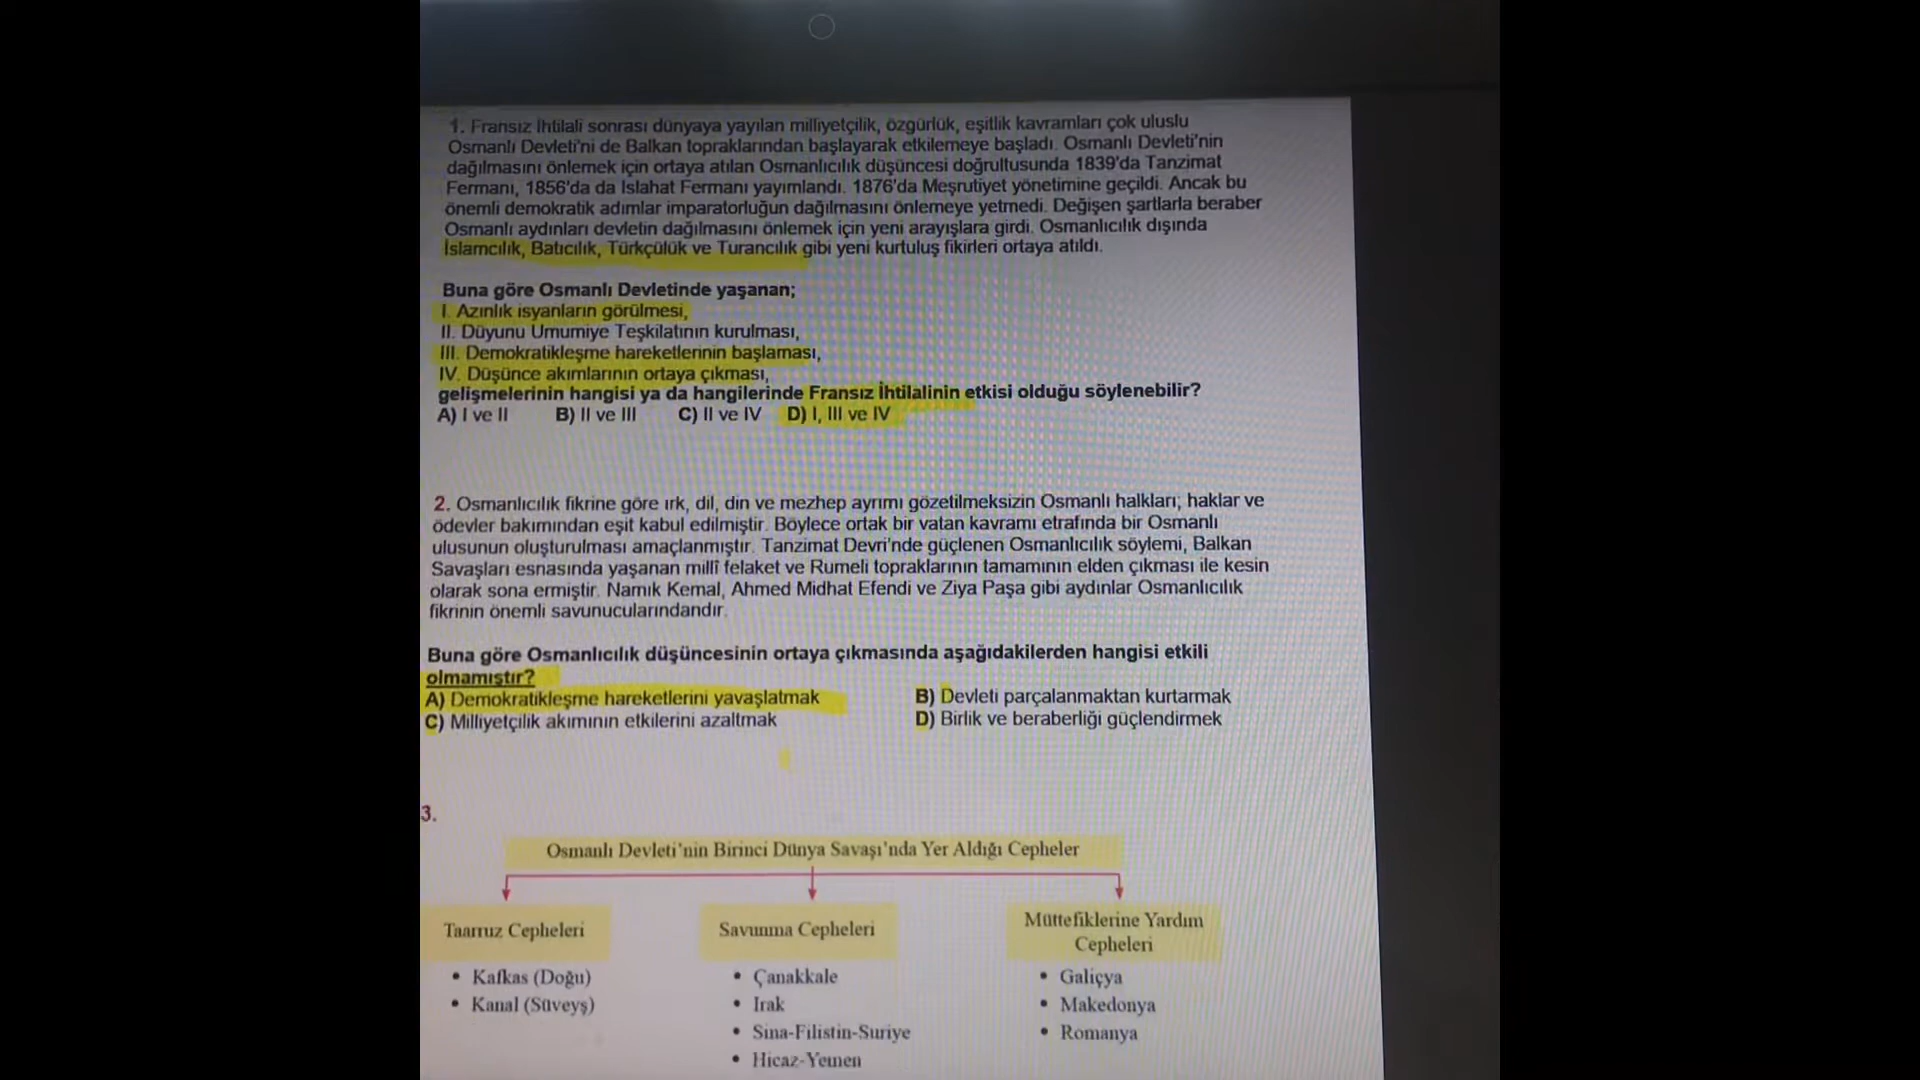 1. Fransız İhtilali sonrası dünyaya yayılan milliyetçilik, özgürlük, eşitlik kavramları çok uluslu
Osmanlı Devleti'ni de Balkan topraklarından başlayarak etkilemeye başladı. Osmanlı Devleti'nin
dağılmasını önlemek için ortaya atılan Osmanlıcılık düşüncesi doğrultusunda 1839'da Tanzimat
Fermanı, 1856'da da Islahat Fermanı yayımlandı. 1876'da Meşrutiyet yönetimine geçildi. Ancak bu
önemli demokratik adımlar imparatorluğun dağılmasını önlemeye yetmedi. Değişen şartlarla beraber
Osmanlı aydınları devletin dağılmasını önlemek için yeni arayışlara girdi. Osmanlıcılık dışında
İslamcılık, Batıcılık, Türkçülük ve Turancılık gibi yeni kurtuluş fikirleri ortaya atıldı.
Buna göre Osmanlı Devletinde yaşanan;
I. Azınlık isyanların görülmesi,
II. Düyunu Umumiye Teşkilatının kurulması,
III. Demokratikleşme hareketlerinin başlaması,
IV. Düşünce akımlarının ortaya çıkması,
gelişmelerinin hangisi ya da hangilerinde Fransız İhtilalinin etkisi olduğu söylenebilir?
A) I ve II B) II ve III C) II ve IV D) I, III ve IV
2. Osmanlıcılık fikrine göre ırk, dil, din ve mezhep ayrımı gözetilmeksizin Osmanlı halkları; haklar ve
ödevler bakımından eşit kabul edilmiştir. Böylece ortak bir vatan kavramı etrafında bir Osmanlı
ulusunun oluşturulması amaçlanmıştır. Tanzimat Devri'nde güçlenen Osmanlıcılık söylemi, Balkan
Savaşları esnasında yaşanan millî felaket ve Rumeli topraklarının tamamının elden çıkması ile kesin
olarak sona ermiştir. Namık Kemal, Ahmed Midhat Efendi ve Ziya Paşa gibi aydınlar Osmanlıcılık
fikrinin önemli savunucularındandır.
Buna göre Osmanlıcılık düşüncesinin ortaya çıkmasında aşağıdakilerden hangisi etkili
olmamıştır?
A) Demokratikleşme hareketlerini yavaşlatmak B) Devleti parçalanmaktan kurtarmak
C) Milliyetçilik akımının etkilerini azaltmak D) Birlik ve beraberliği güçlendirmek
3.
Osmanlı Devleti'nin Birinci Dünya Savaşı'nda Yer Aldığı Cepheler
Taarruz Cepheleri
• Kafkas (Doğu)
• Kanal (Süveyş)
Savunma Cepheleri
• Çanakkale
• Irak
• Sina-Filistin-Suriye
• Hicaz-Yemen
Müttefiklerine Yardım
Cepheleri
• Galiçya
• Makedonya
• Romanya